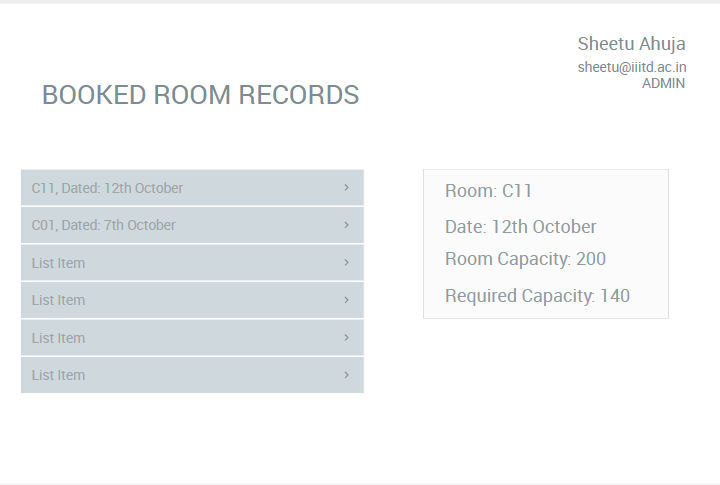 Sheetu Ahuja
sheetu@iiitd.ac.in
ADMIN
BOOKED ROOM RECORDS
C11, Dated: 12th October
C01, Dated: 7th October
List Item
List Item
List Item
List Item
Room: C11
Date: 12th October
Room Capacity: 200
Required Capacity: 140